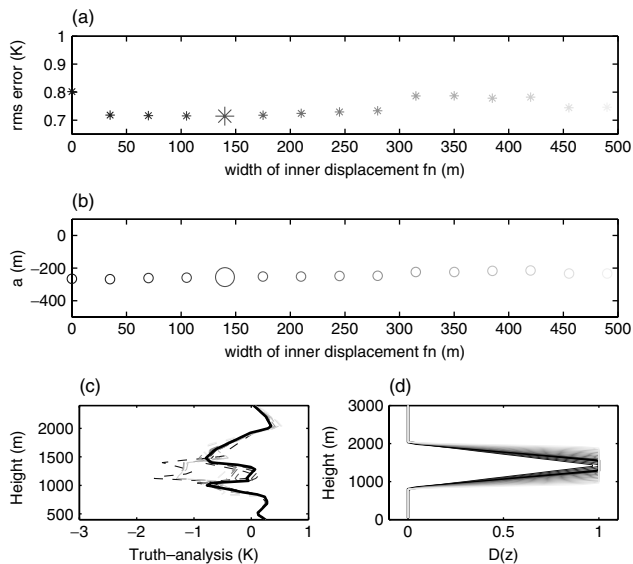 (a)
rms error (K)
1
0.8
0.7
0 50 100 150 200 250 300 350 400 450 500
width of inner displacement fn (m)
(b)
a (m)
0
−200
−400
0 50 100 150 200 250 300 350 400 450 500
width of inner displacement fn (m)
(c)
Height (m)
2000
1500
1000
500
−3 −2 −1 0 1
Truth−analysis (K)
(d)
Height (m)
3000
2000
1000
0
0 0.5 1
D(z)